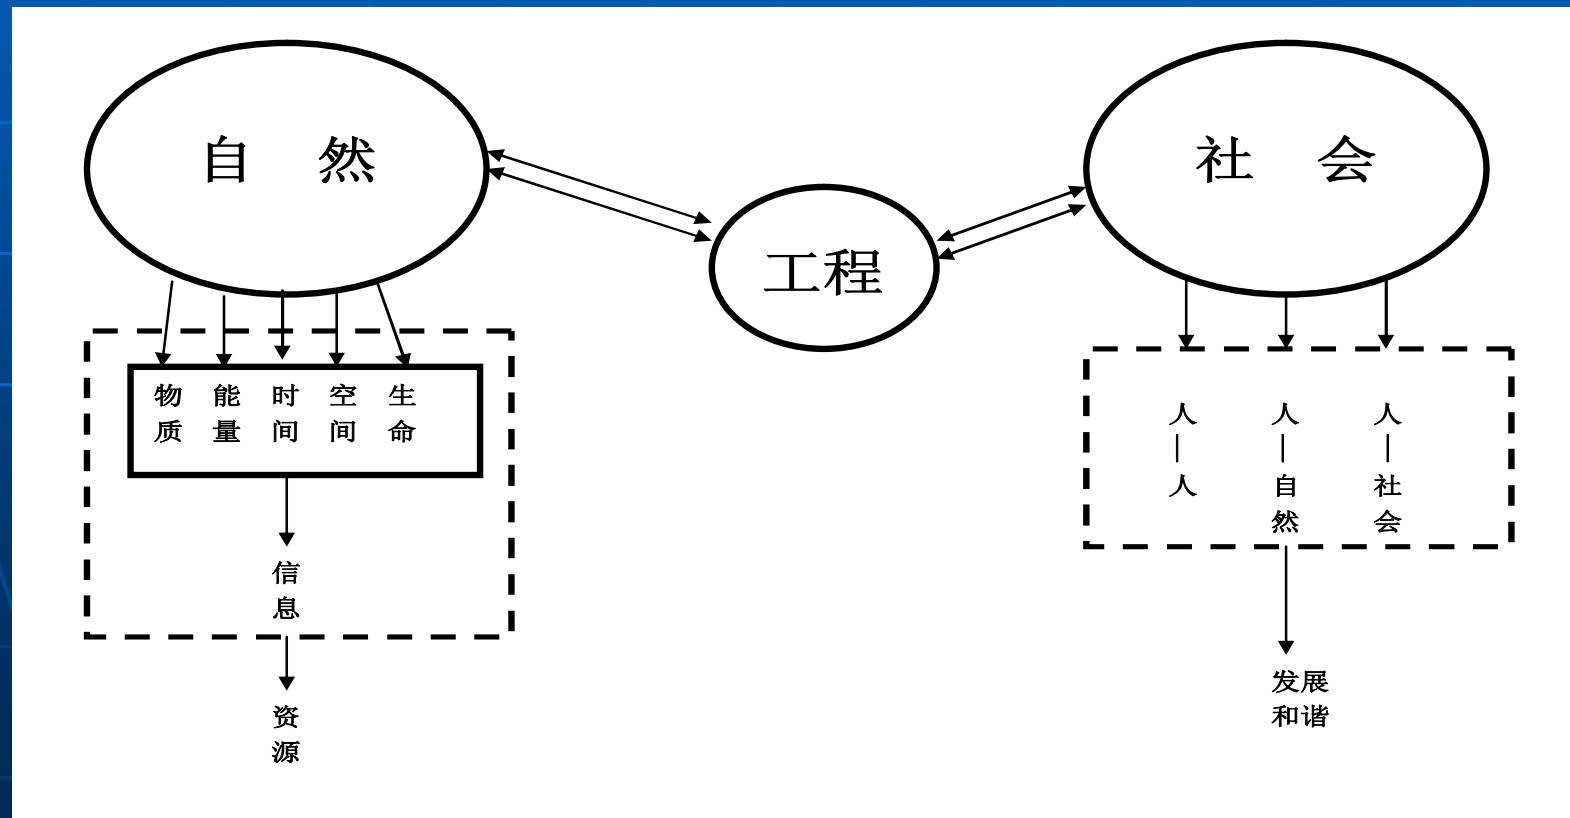 自 然
社 会
工程
物质
能量
时间
空间
生命
信息
资源
人|人
人|自然
人|社会
发展
和谐